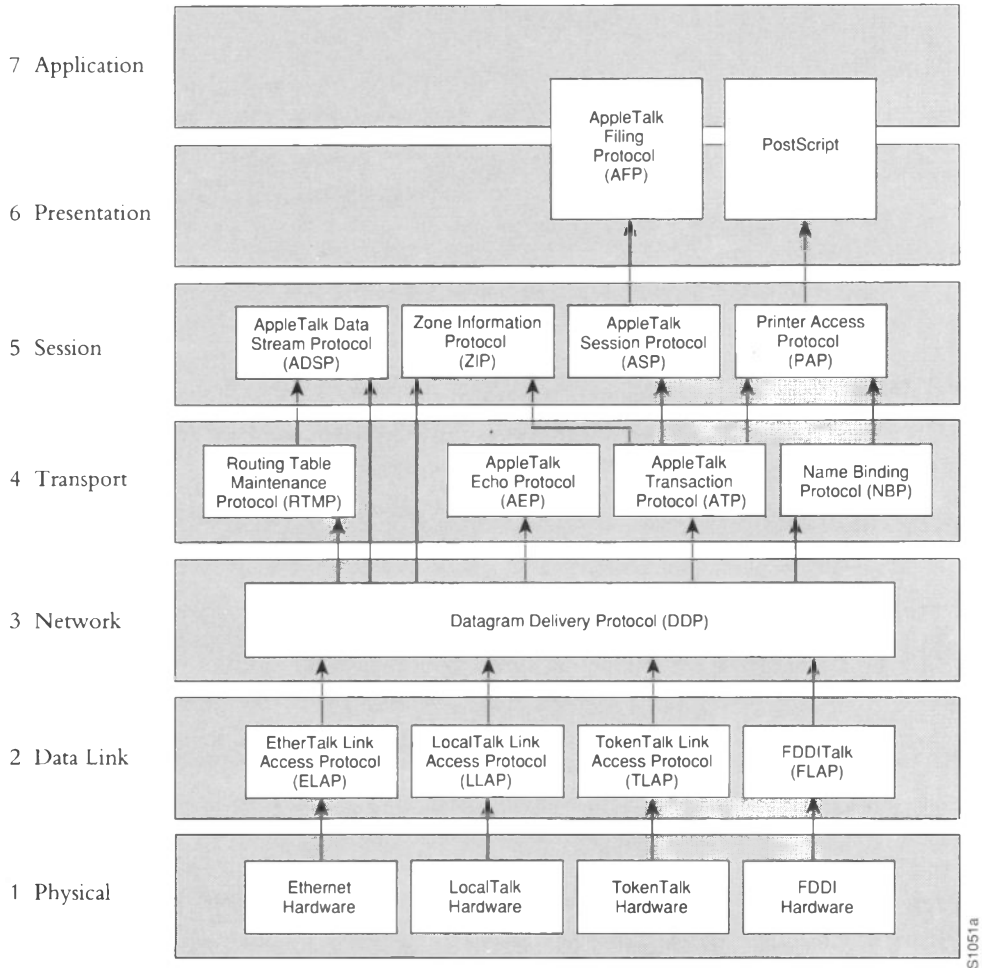 7 Application
AppleTalk
Filing
Protocol
(AFP)
PostScript
6 Presentation
5 Session
AppleTalk Data
Stream Protocol
(ADSP)
Zone Information
Protocol
(ZIP)
AppleTalk
Session Protocol
(ASP)
Printer Access
Protocol
(PAP)
4 Transport
Routing Table
Maintenance
Protocol (RTMP)
AppleTalk
Echo Protocol
(AEP)
AppleTalk
Transaction
Protocol (ATP)
Name Binding
Protocol (NBP)
3 Network
Datagram Delivery Protocol (DDP)
2 Data Link
EtherTalk Link
Access Protocol
(ELAP)
LocalTalk Link
Access Protocol
(LLAP)
TokenTalk Link
Access Protocol
(TLAP)
FDDITalk
(FLAP)
1 Physical
Ethernet
Hardware
LocalTalk
Hardware
TokenTalk
Hardware
FDDI
Hardware
S1051a